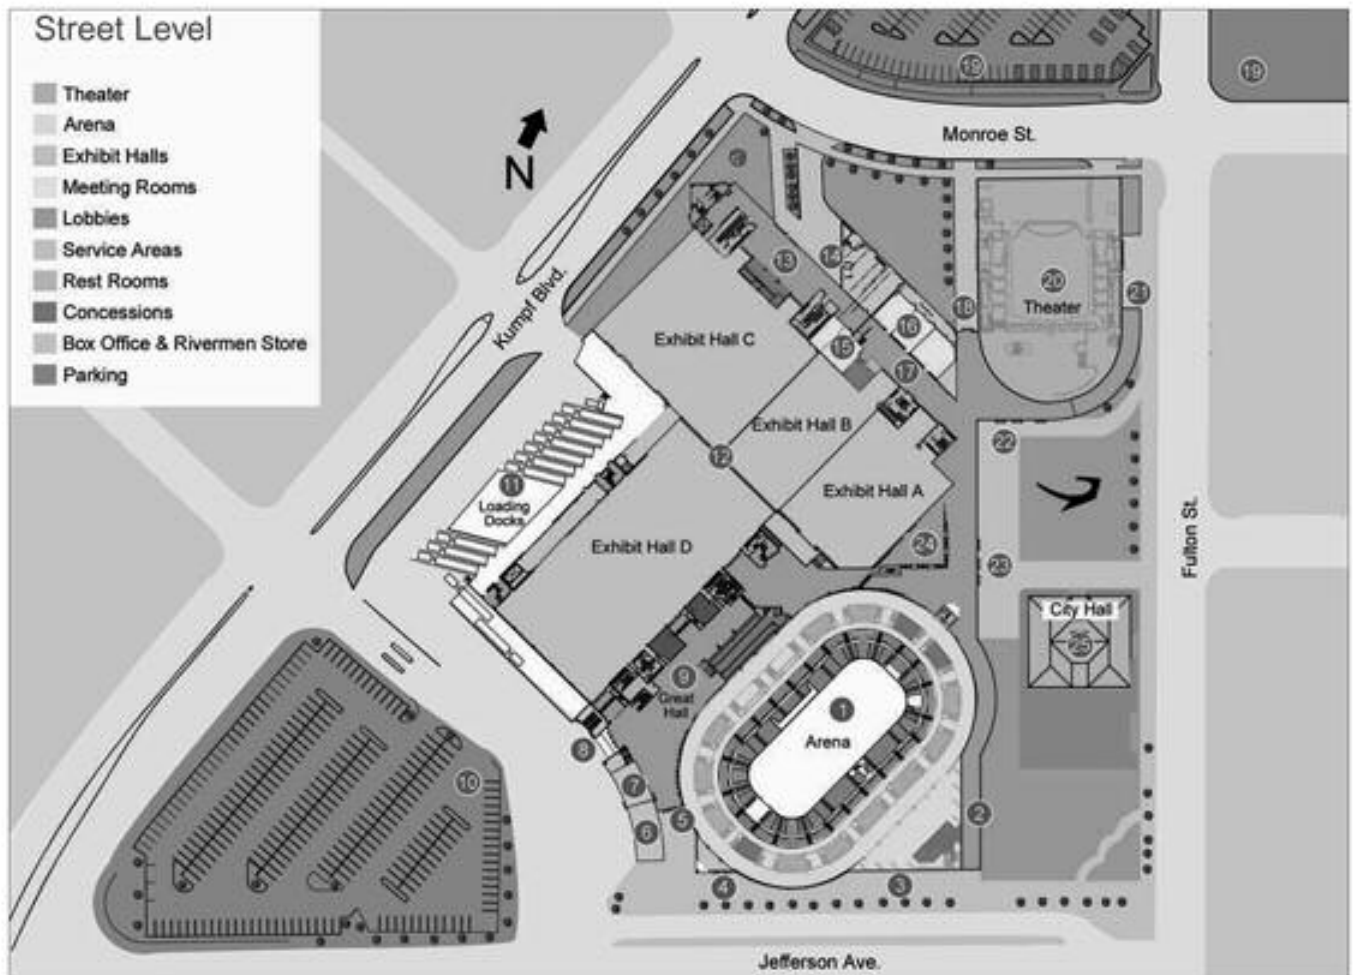 Street Level
Theater
Arena
Exhibit Halls
Meeting Rooms
Lobbies
Service Areas
Rest Rooms
Concessions
Box Office & Rivermen Store
Parking
N
19
19
Monroe St.
Kumpf Blvd.
13
14
20
Theater
21
18
16
15
17
Exhibit Hall C
Exhibit Hall B
12
22
Exhibit Hall A
11
Loading
Docks
Exhibit Hall D
24
23
Fulton St.
City Hall
25
9
Great
Hall
1
Arena
8
7
10
6
5
2
4
3
Jefferson Ave.